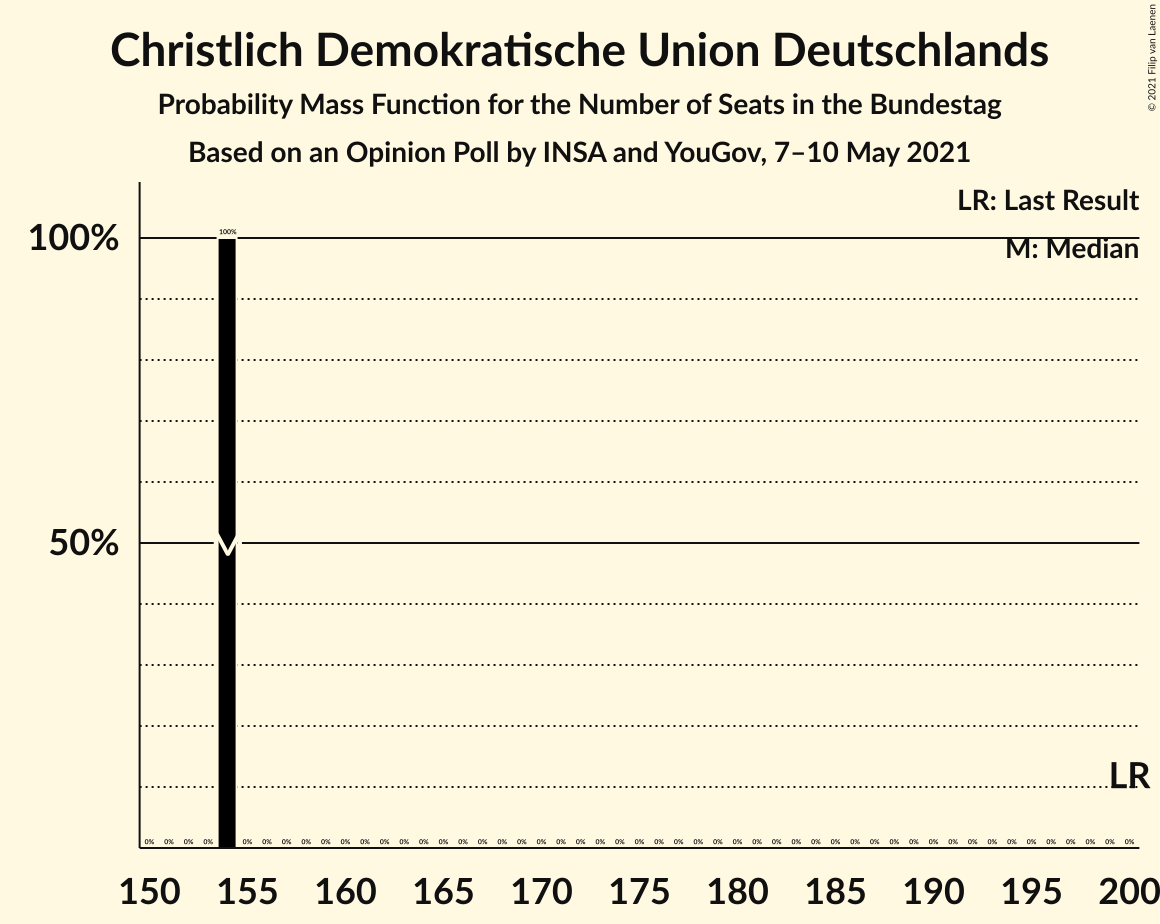 Christlich Demokratische Union Deutschlands
Probability Mass Function for the Number of Seats in the Bundestag
Based on an Opinion Poll by INSA and YouGov, 7–10 May 2021
© 2021 Filip van Laenen
LR: Last Result
M: Median
100%
50%
100%
M
LR
0% 0% 0% 0% 0% 0% 0% 0% 0% 0% 0% 0% 0% 0% 0% 0% 0% 0% 0% 0% 0% 0% 0% 0% 0% 0% 0% 0% 0% 0% 0% 0% 0% 0% 0% 0% 0% 0% 0% 0% 0% 0% 0% 0% 0% 0% 0% 0% 0% 0%
150 155 160 165 170 175 180 185 190 195 200